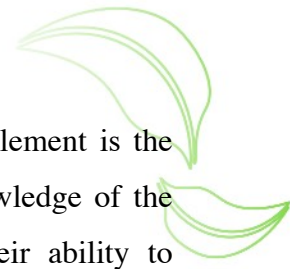 lement is the
wledge of the
eir ability to